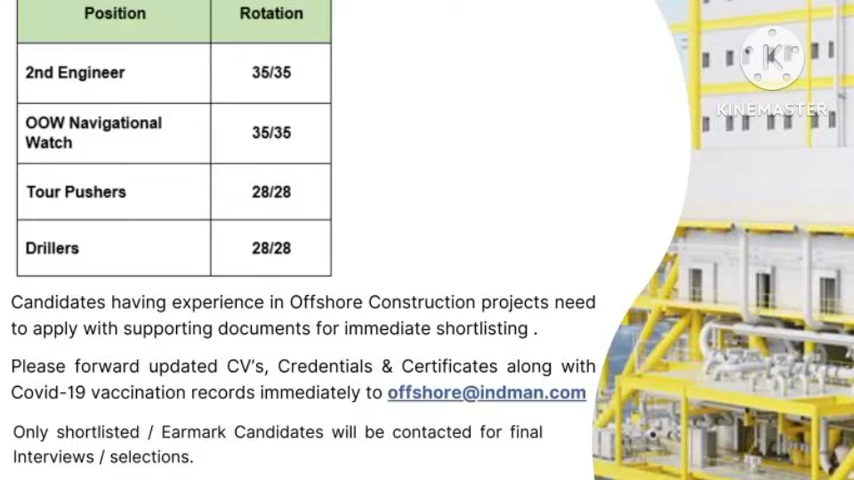 Position Rotation
2nd Engineer 35/35
OOW Navigational
Watch 35/35
Tour Pushers 28/28
Drillers 28/28
Candidates having experience in Offshore Construction projects need
to apply with supporting documents for immediate shortlisting .
Please forward updated CV's, Credentials & Certificates along with
Covid-19 vaccination records immediately to offshore@indman.com
Only shortlisted / Earmark Candidates will be contacted for final
Interviews / selections.
KINEMASTER